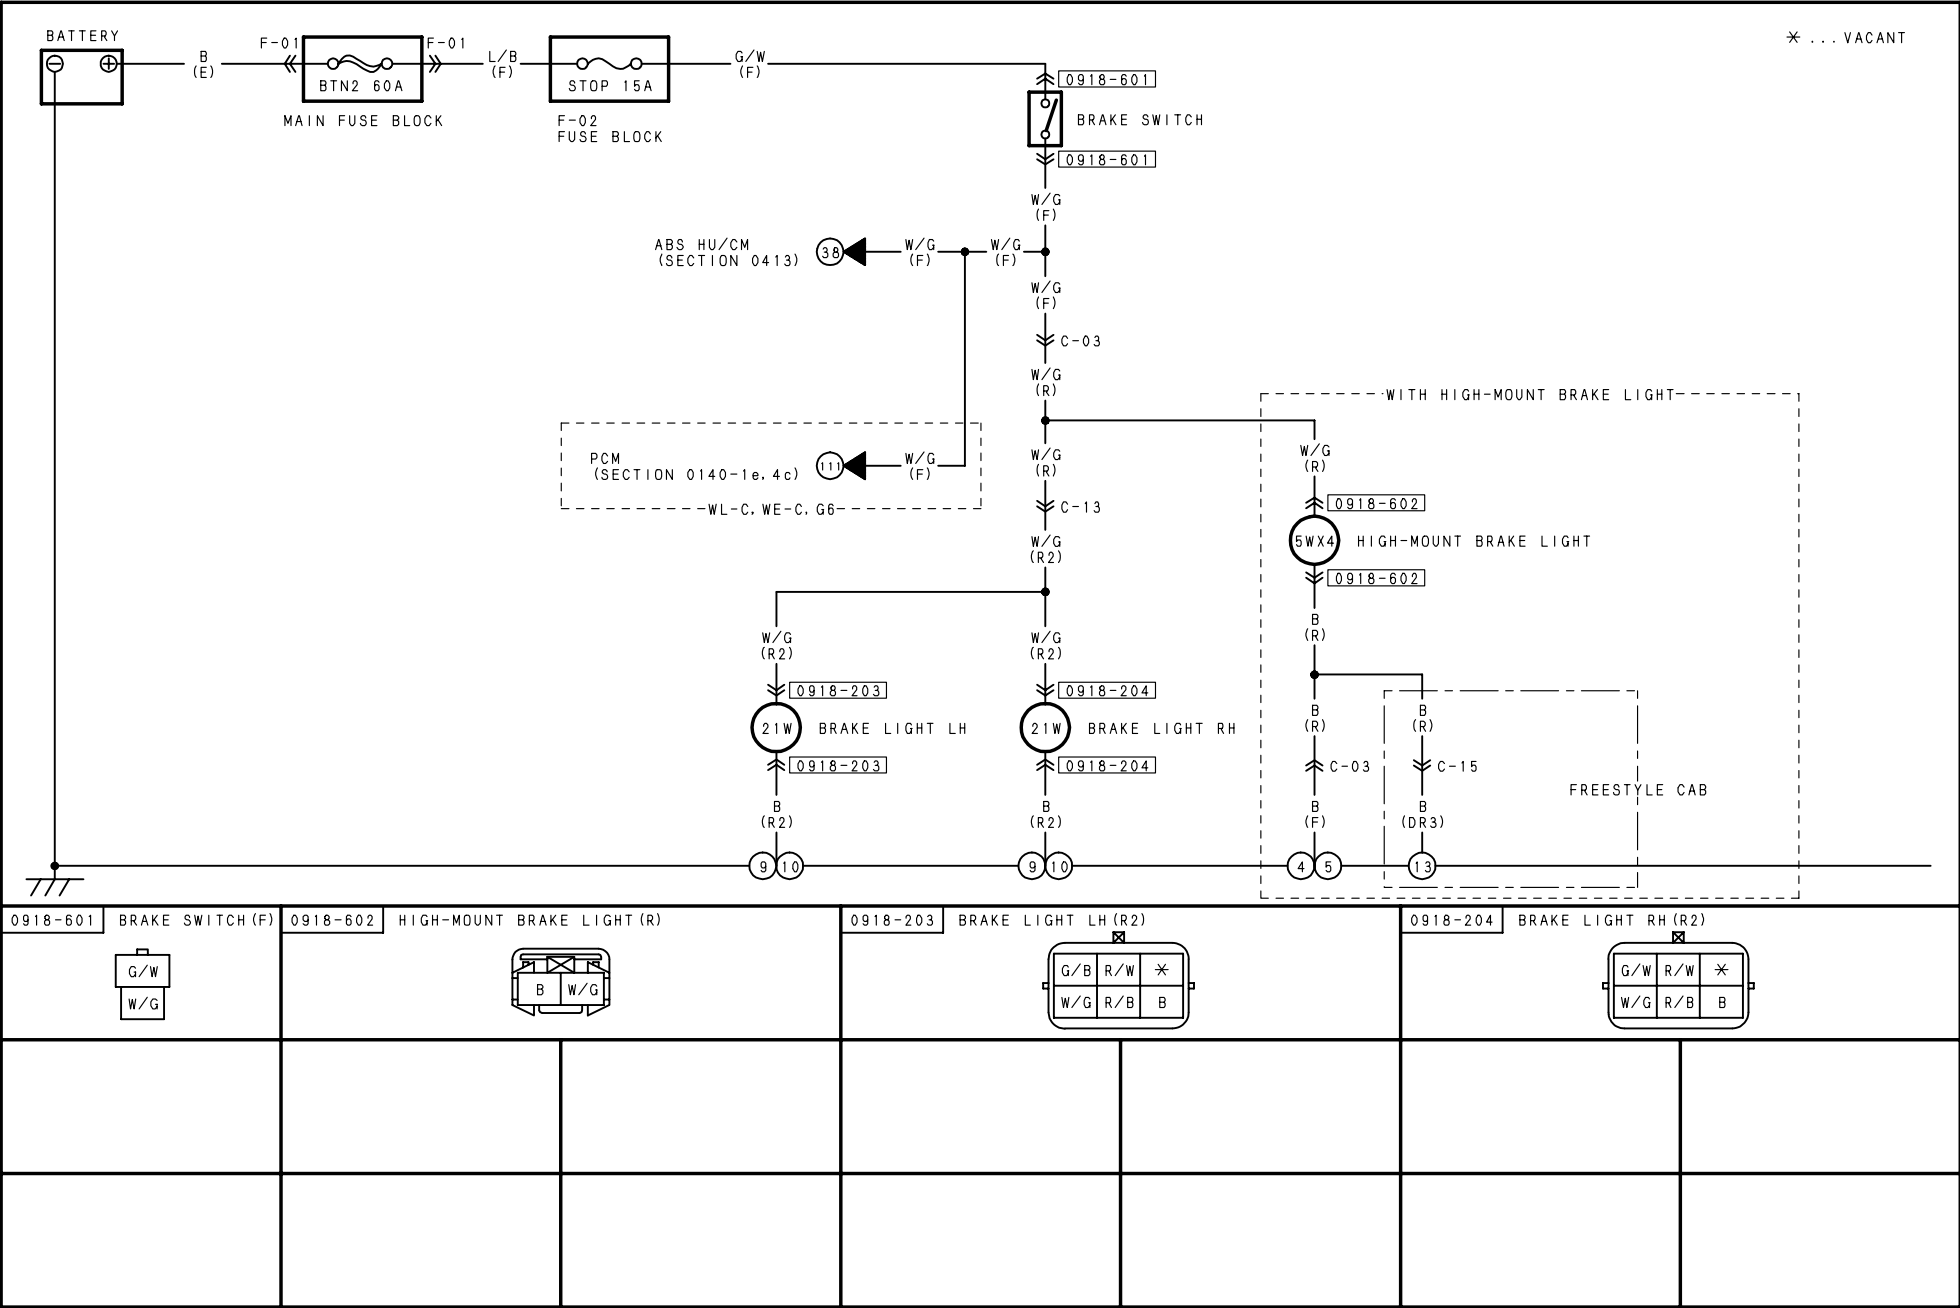 BATTERY
B
(E)
F-01
F-01
BTN2 60A
MAIN FUSE BLOCK
L/B
(F)
STOP 15A
F-02
FUSE BLOCK
G/W
(F)
✳ ... VACANT
0918-601
BRAKE SWITCH
0918-601
W/G
(F)
ABS HU/CM
(SECTION 0413)
38
W/G
(F)
W/G
(F)
W/G
(F)
C-03
W/G
(R)
WITH HIGH-MOUNT BRAKE LIGHT
PCM
(SECTION 0140-1e,4c)
111
W/G
(F)
WL-C, WE-C, G6
W/G
(R)
C-13
W/G
(R2)
W/G
(R)
0918-602
5WX4
HIGH-MOUNT BRAKE LIGHT
0918-602
B
(R)
W/G
(R2)
W/G
(R2)
0918-203
0918-204
21W
BRAKE LIGHT LH
21W
BRAKE LIGHT RH
0918-203
0918-204
B
(R)
B
(R)
C-03
C-15
FREESTYLE CAB
B
(R2)
B
(R2)
B
(F)
B
(DR3)
9 10
9 10
4 5
13
0918-601 BRAKE SWITCH(F)
G/W
W/G
0918-602 HIGH-MOUNT BRAKE LIGHT(R)
B W/G
0918-203 BRAKE LIGHT LH(R2)
G/B R/W ✳
W/G R/B B
0918-204 BRAKE LIGHT RH(R2)
G/W R/W ✳
W/G R/B B